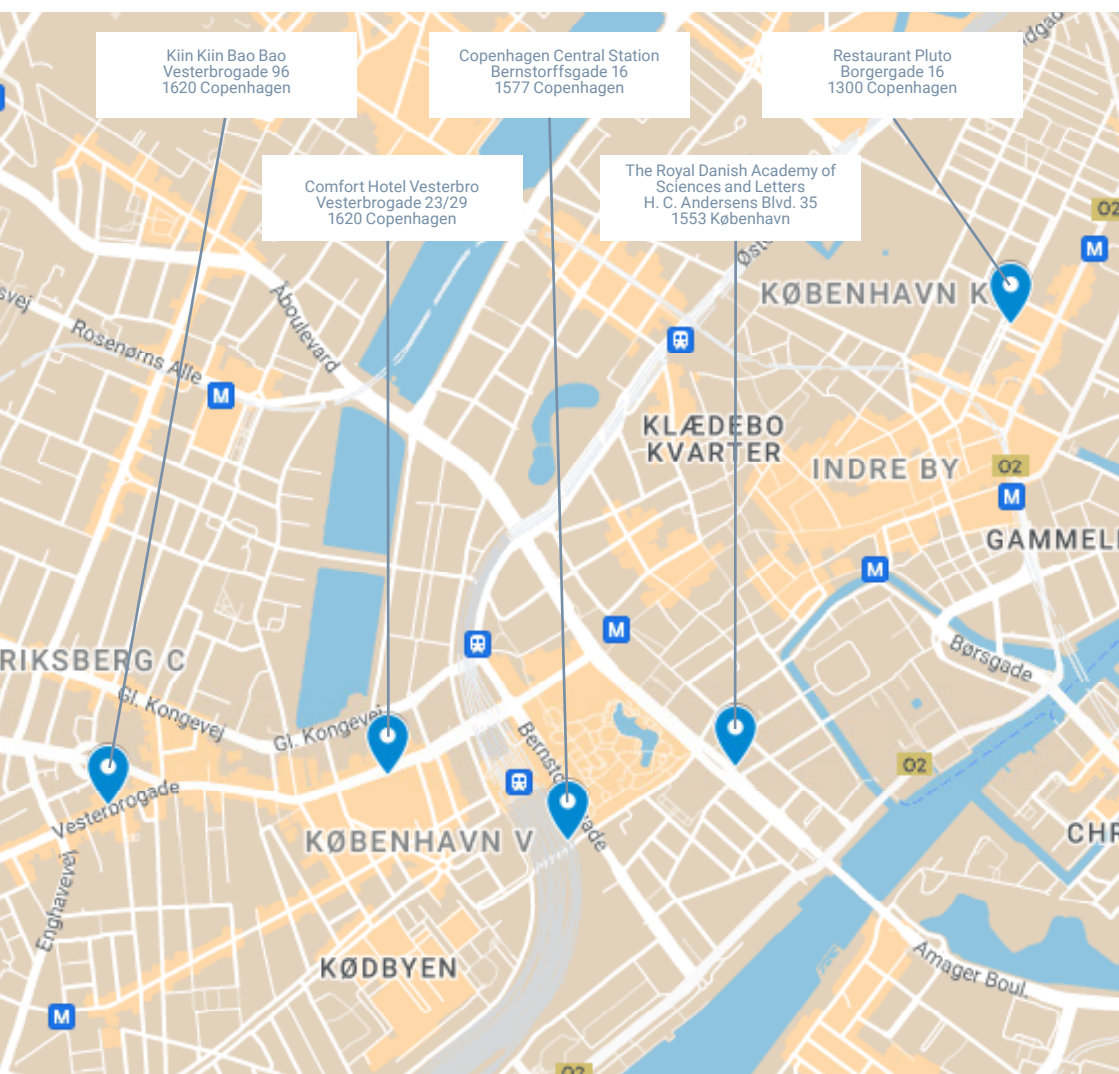 Kiin Kiin Bao Bao
Vesterbrogade 96
1620 Copenhagen
Copenhagen Central Station
Bernstorffsgade 16
1577 Copenhagen
Restaurant Pluto
Borgergade 16
1300 Copenhagen
Comfort Hotel Vesterbro
Vesterbrogade 23/29
1620 Copenhagen
The Royal Danish Academy of
Sciences and Letters
H. C. Andersens Blvd. 35
1553 København
O2
M
KØBENHAVN K
Åboulevard
Rosenørns Alle
M
KLÆDEBO
KVARTER
INDRE BY
O2
M
GAMMEL
M
M
Børsgade
RIKSBERG C
Gl. Kongevej
Gl. Kongevej
O2
Vesterbrogade
KØBENHAVN V
CHR
Enghavevej
KØDBYEN
Amager Boul.
M
O2